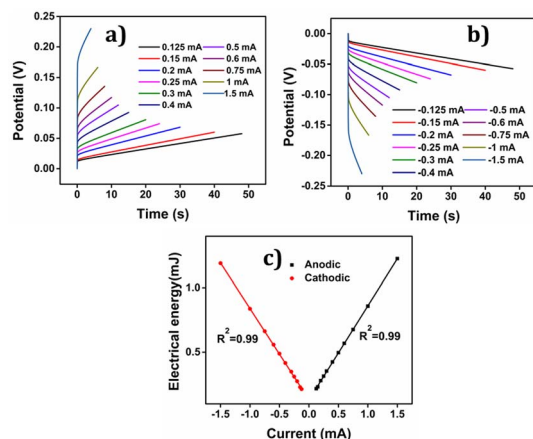 a)
0.25
0.20
0.15
0.10
0.05
0.00
Potential (V)
0.125 mA
0.15 mA
0.2 mA
0.25 mA
0.3 mA
0.4 mA
0.5 mA
0.6 mA
0.75 mA
1 mA
1.5 mA
0 10 20 30 40 50
Time (s)
b)
0.00
-0.05
-0.10
-0.15
-0.20
-0.25
Potential (V)
-0.125 mA
-0.15 mA
-0.2 mA
-0.25 mA
-0.3 mA
-0.4 mA
-0.5 mA
-0.6 mA
-0.75 mA
-1 mA
-1.5 mA
0 10 20 30 40 50
Time (s)
c)
Anodic
Cathodic
1.0
0.5
Electrical energy(mJ)
R²=0.99
R²=0.99
-1.5 -1.0 -0.5 0.0 0.5 1.0 1.5
Current (mA)